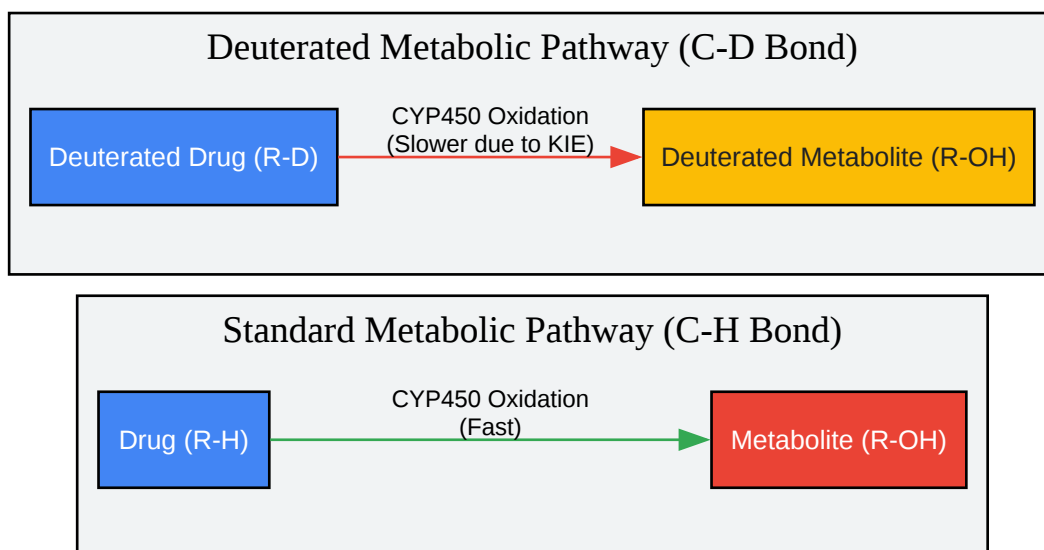 Deuterated Metabolic Pathway (C-D Bond)
Deuterated Drug (R-D)
CYP450 Oxidation
(Slower due to KIE)
Deuterated Metabolite (R-OH)
Standard Metabolic Pathway (C-H Bond)
Drug (R-H)
CYP450 Oxidation
(Fast)
Metabolite (R-OH)